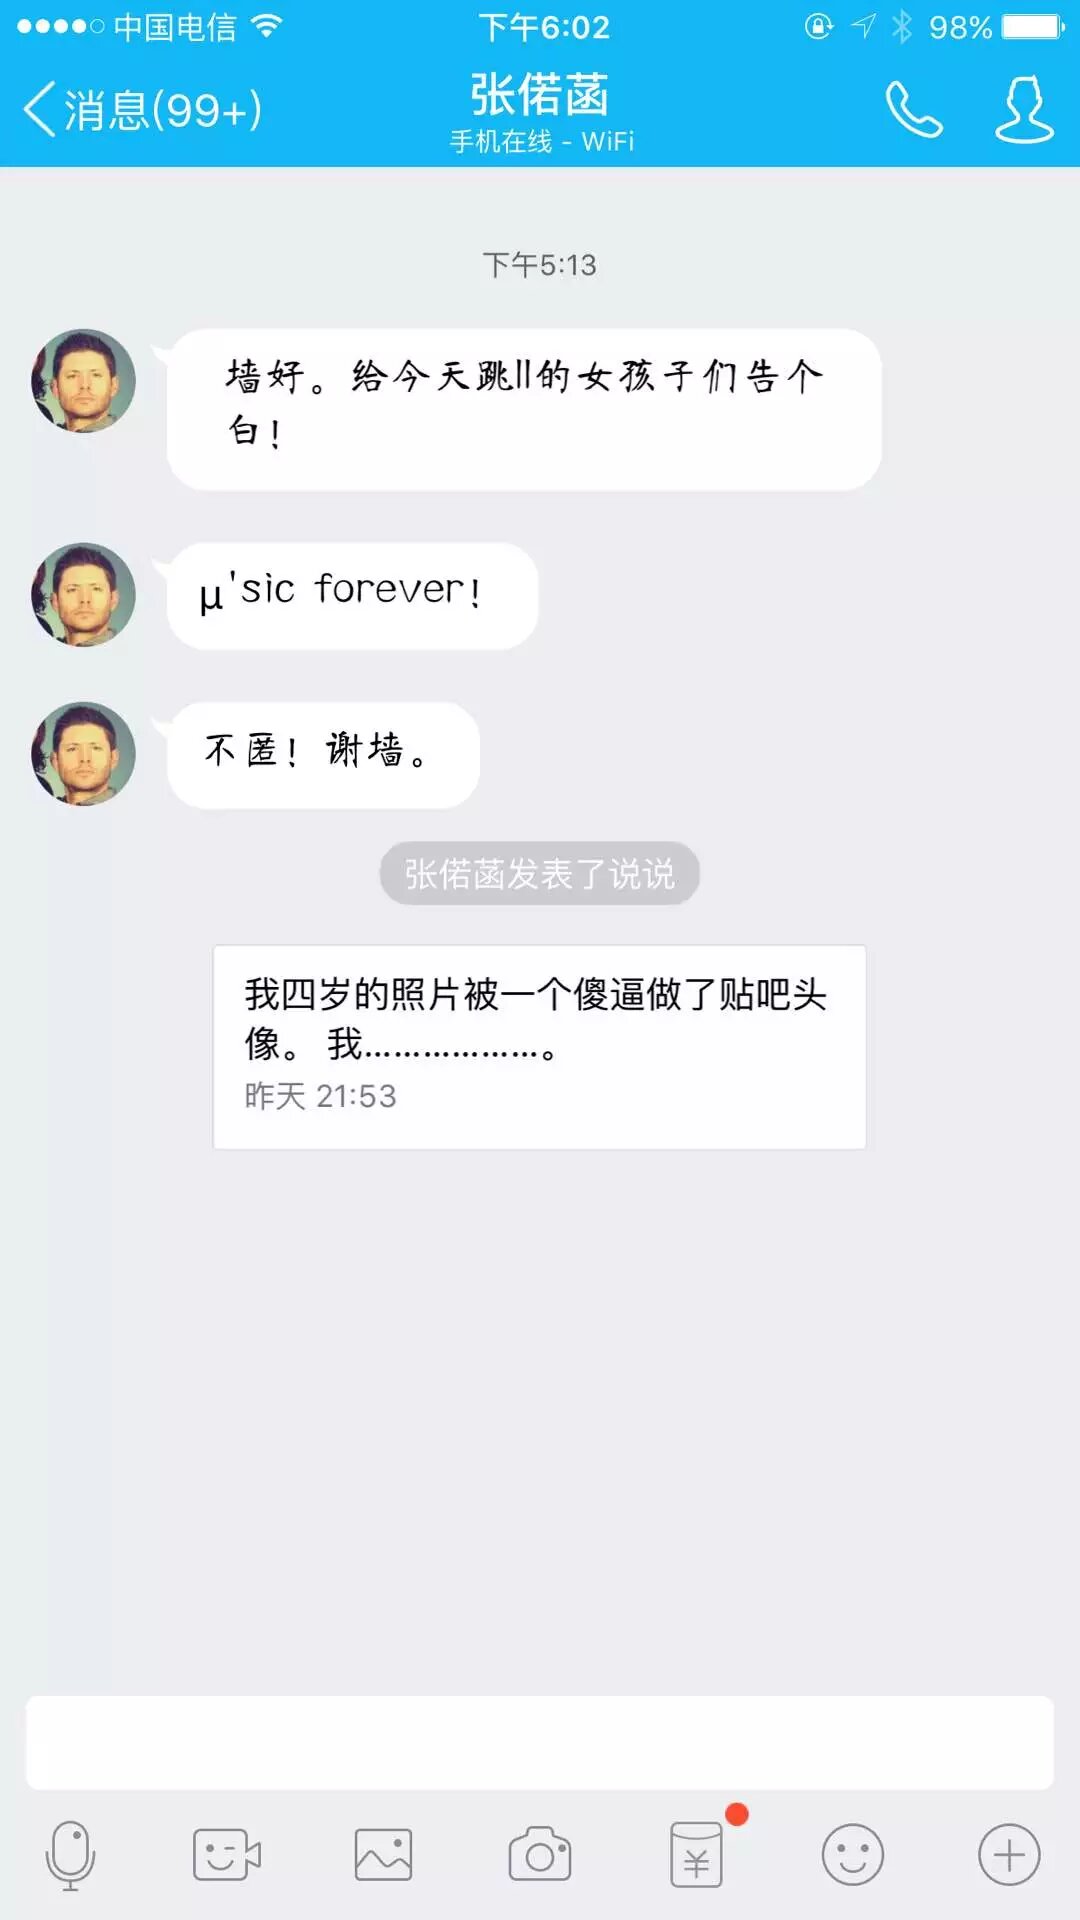 中国电信 下午6:02 98%
消息(99+) 张偌菡
手机在线 - WiFi
下午5:13
墙好。给今天跳ll的女孩子们告个
白!
μ'sic forever!
不匿! 谢墙。
张偌菡发表了说说
我四岁的照片被一个傻逼做了贴吧头
像。 我..................。
昨天 21:53